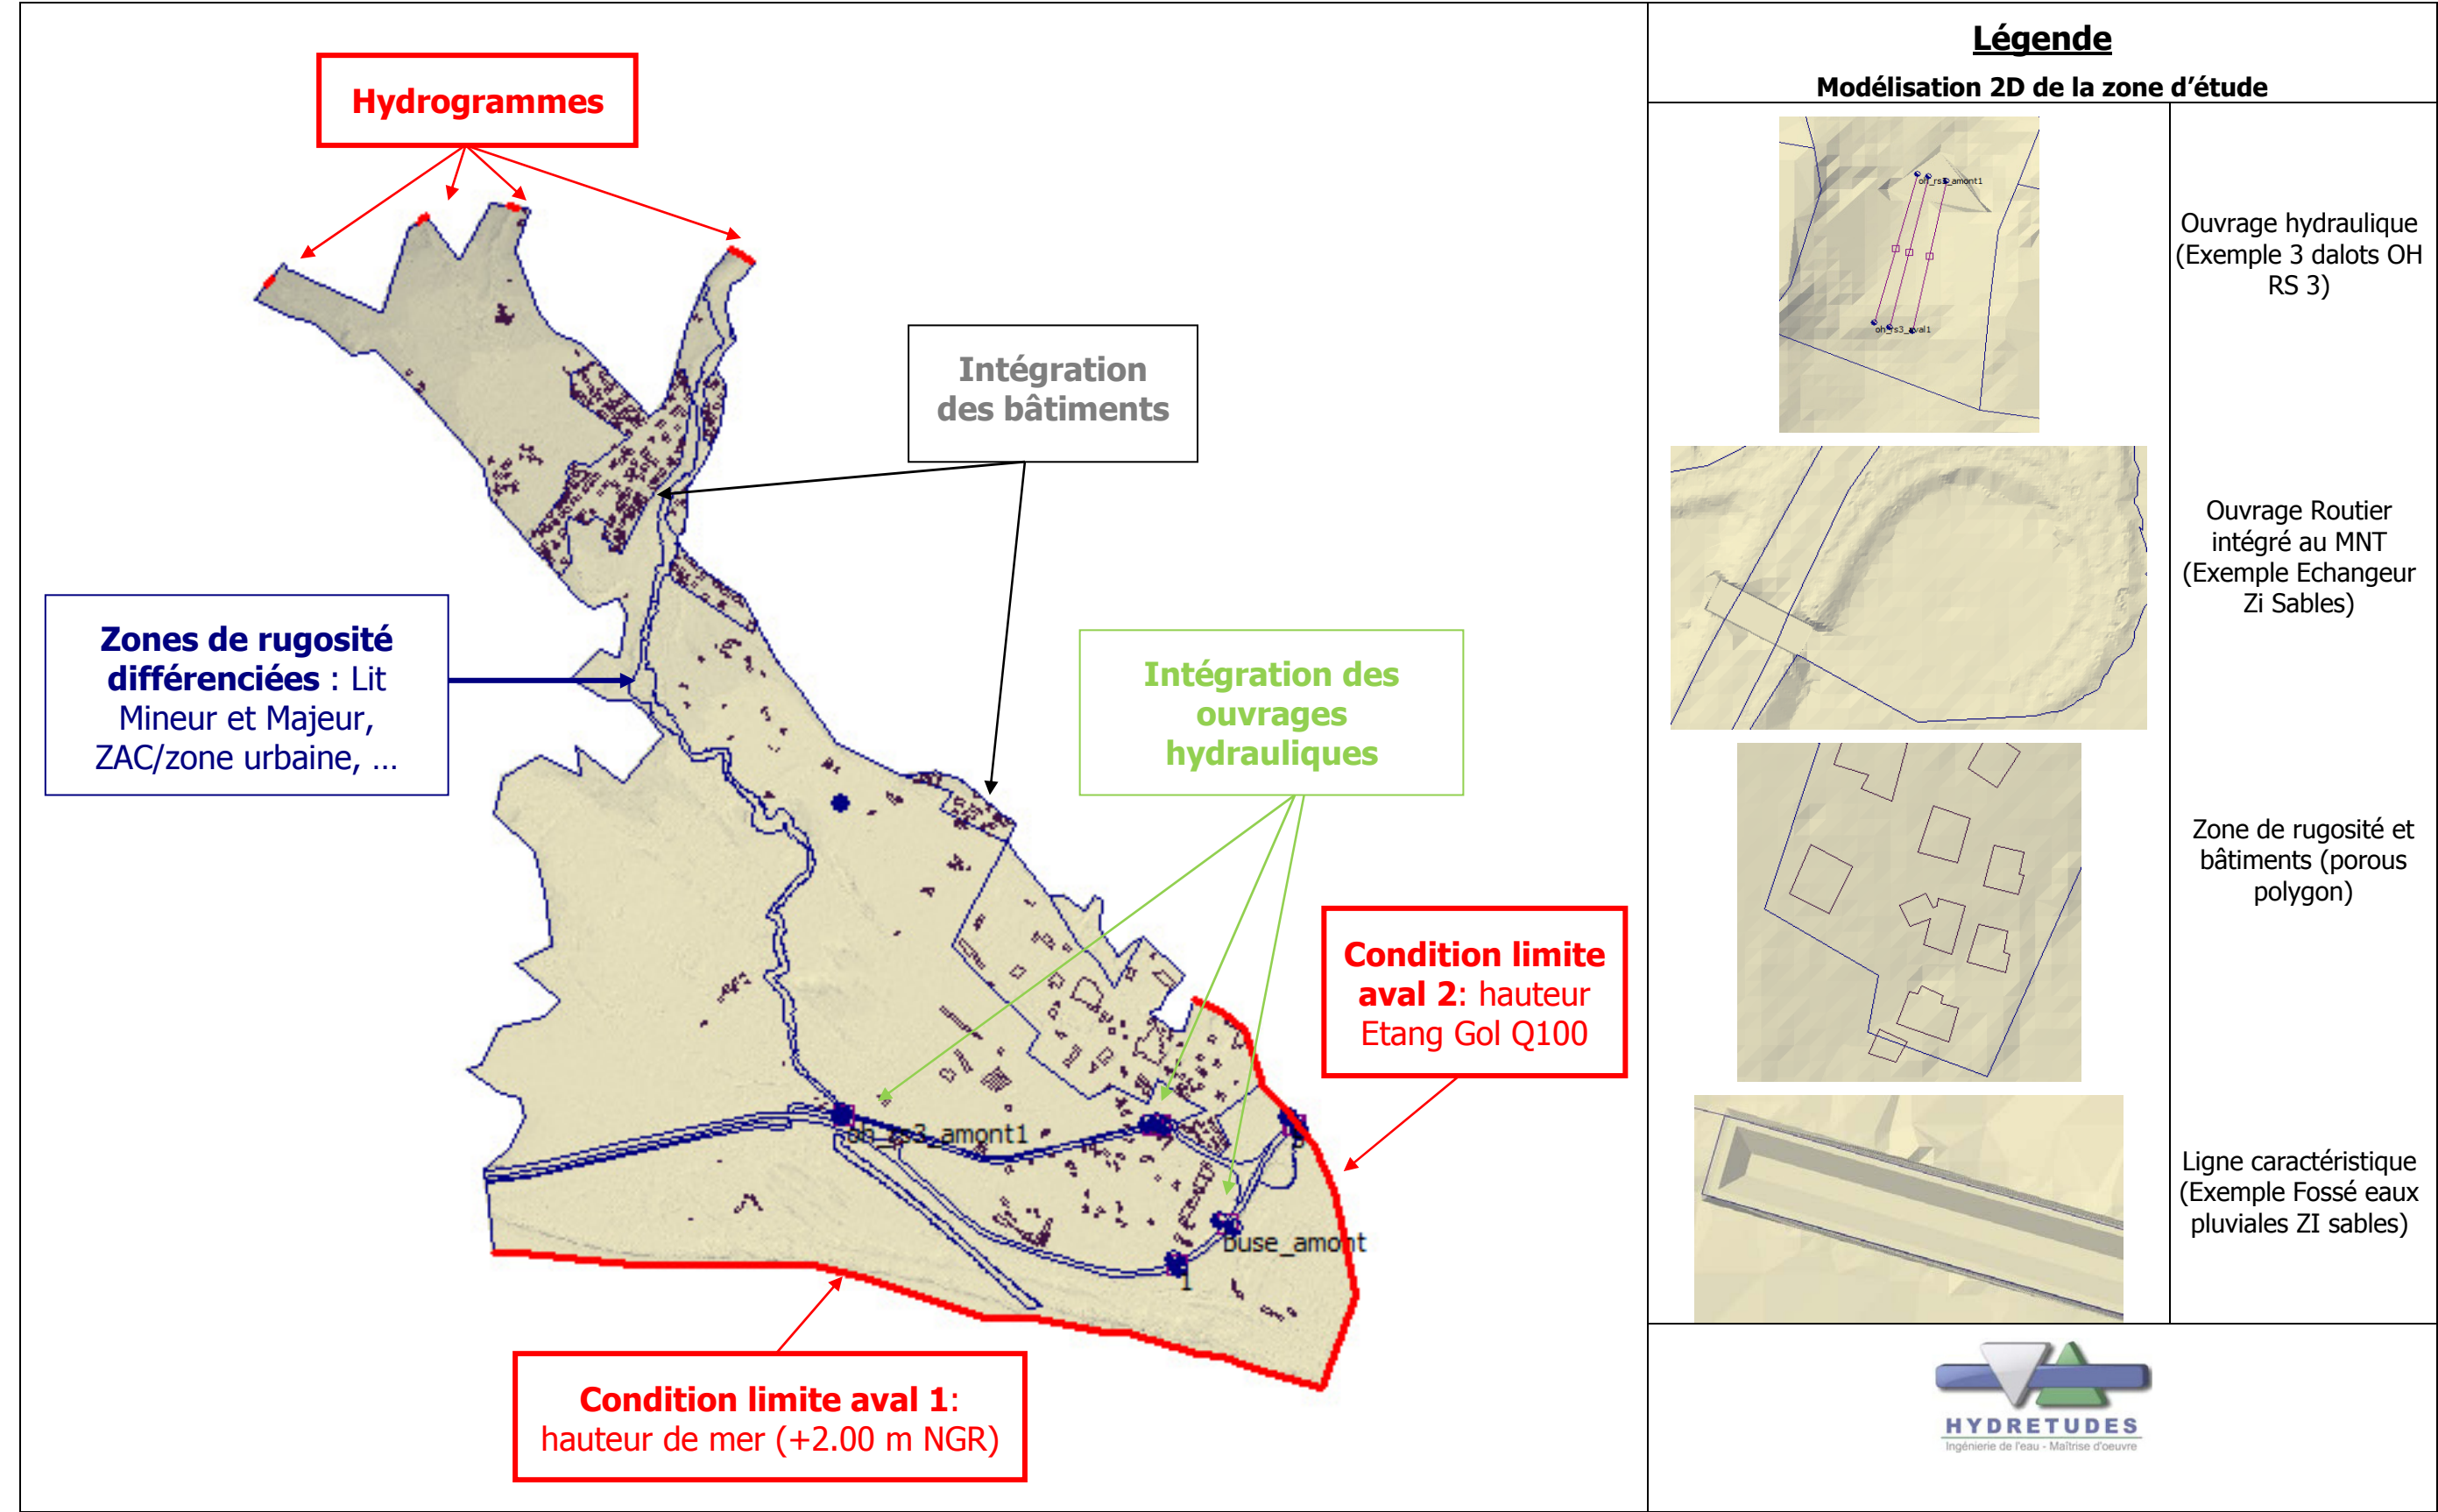 Hydrogrammes
Intégration
des bâtiments
Zones de rugosité
différenciées : Lit
Mineur et Majeur,
ZAC/zone urbaine, ...
Intégration des
ouvrages
hydrauliques
Condition limite
aval 2: hauteur
Etang Gol Q100
oh_rs3_amont1
buse_amont
1
Condition limite aval 1:
hauteur de mer (+2.00 m NGR)
Légende
Modélisation 2D de la zone d'étude
oh_rs3_amont1
oh_rs3_aval1
Ouvrage hydraulique
(Exemple 3 dalots OH
RS 3)
Ouvrage Routier
intégré au MNT
(Exemple Echangeur
Zi Sables)
Zone de rugosité et
bâtiments (porous
polygon)
Ligne caractéristique
(Exemple Fossé eaux
pluviales ZI sables)
HYDRETUDES
Ingénierie de l'eau - Maîtrise d'oeuvre